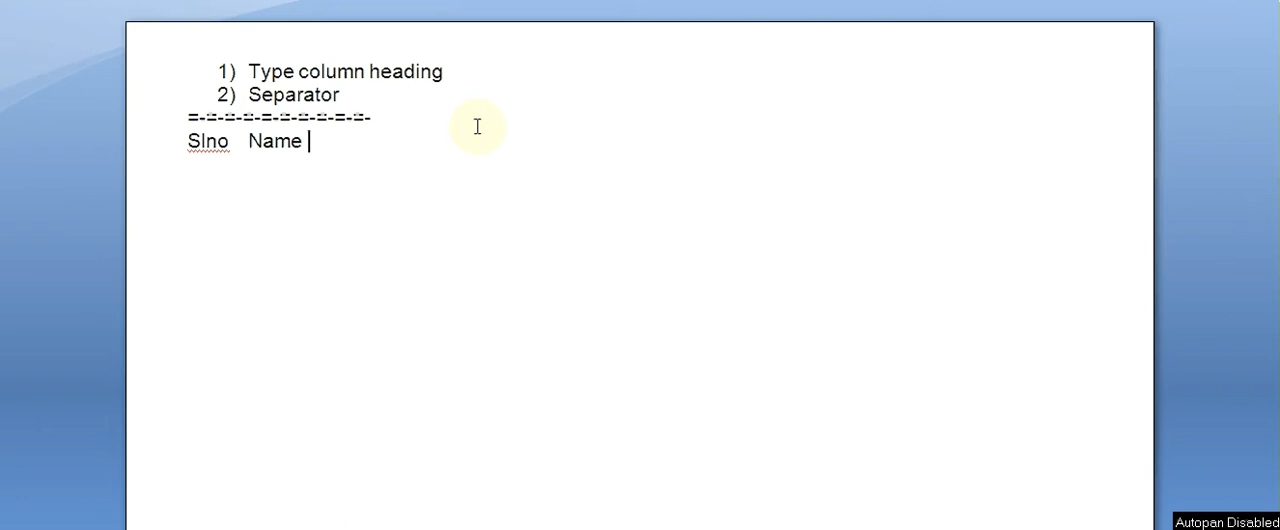 1) Type column heading
2) Separator
=-=-=-=-=-=-=-=-=-=-
Slno Name
Autopan Disabled